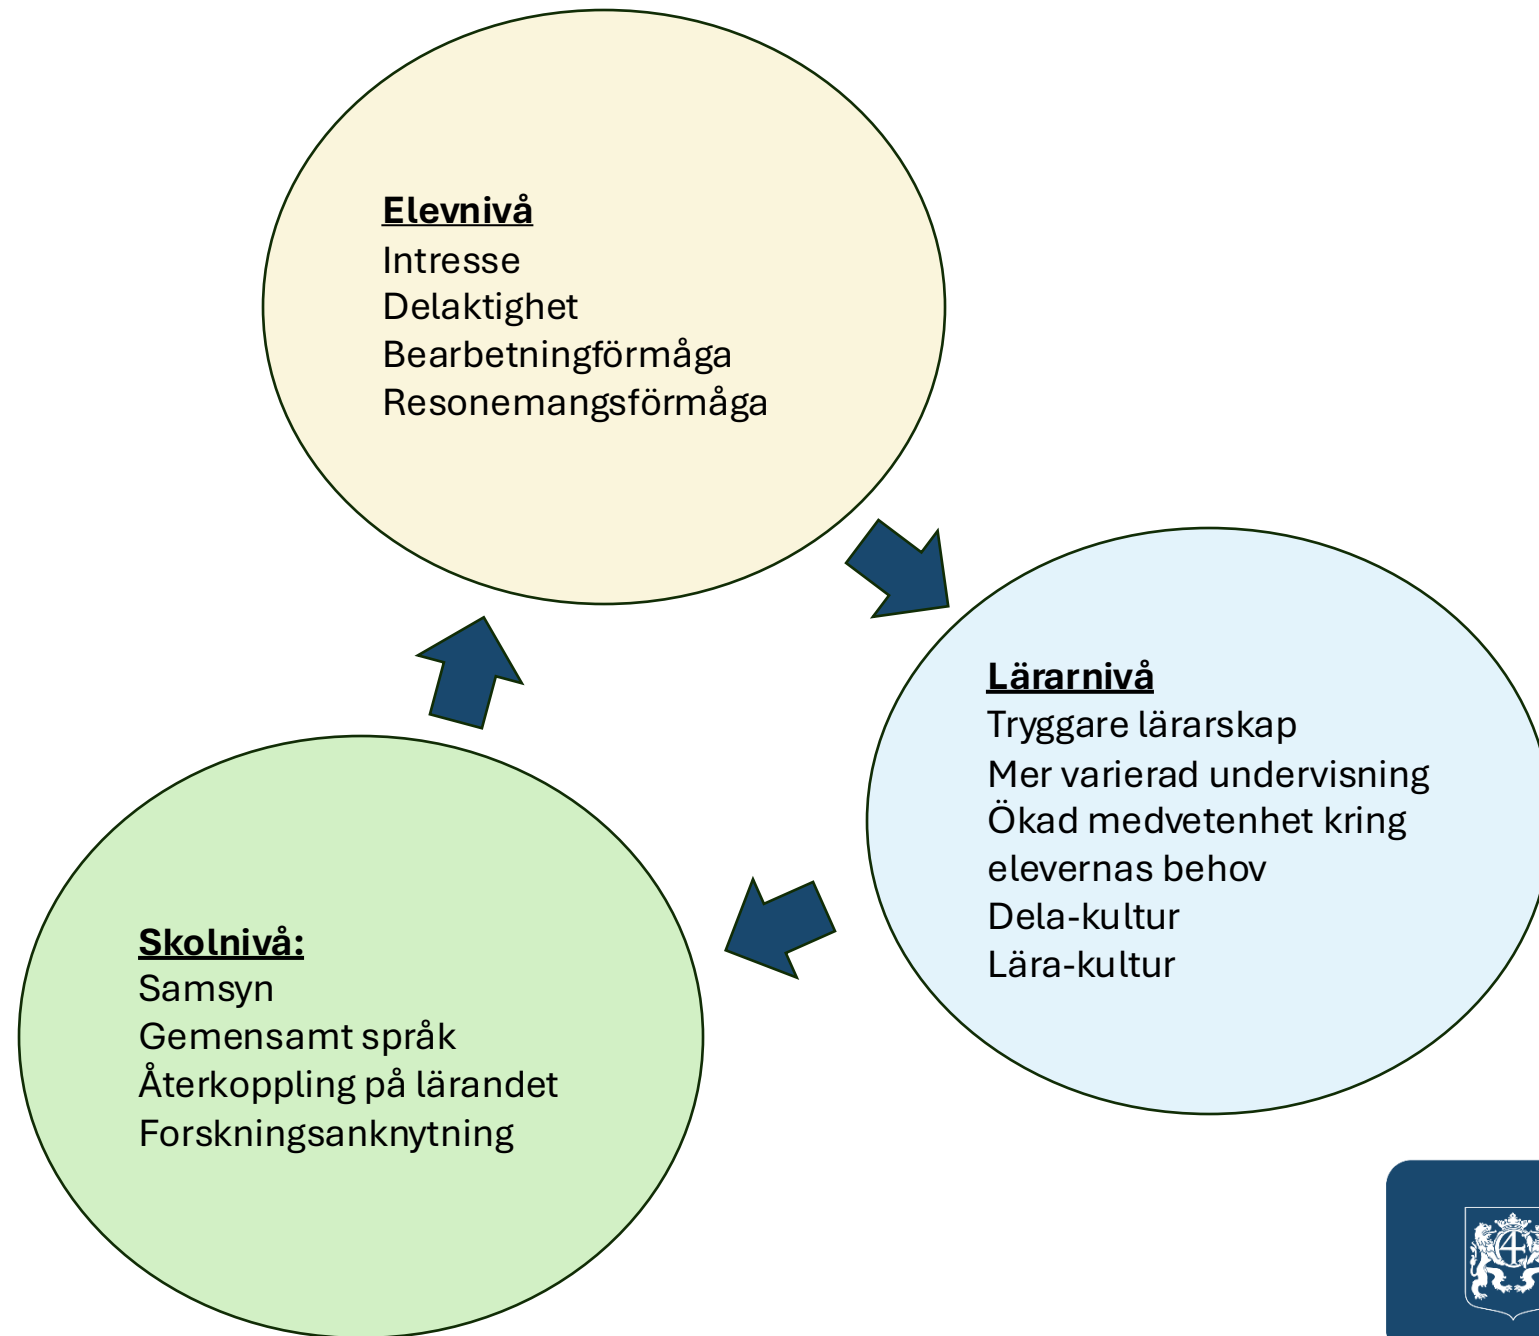 Elevnivå
Intresse
Delaktighet
Bearbetningförmåga
Resonemangsförmåga
Lärarnivå
Tryggare lärarskap
Mer varierad undervisning
Ökad medvetenhet kring
elevernas behov
Dela-kultur
Lära-kultur
Skolnivå:
Samsyn
Gemensamt språk
Återkoppling på lärandet
Forskningsanknytning
4